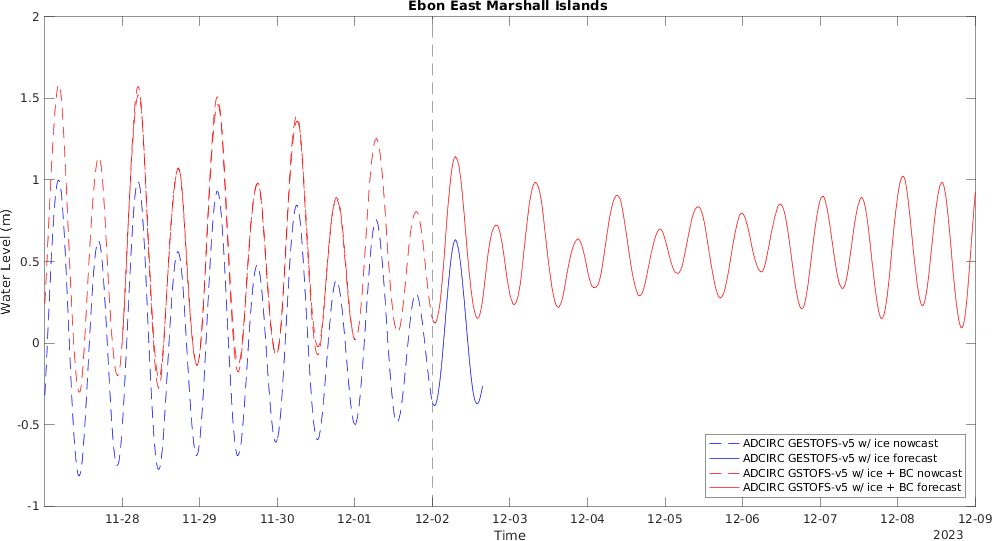 Ebon East Marshall Islands
2
1.5
1
0.5
0
-0.5
-1
Water Level (m)
11-28 11-29 11-30 12-01 12-02 12-03 12-04 12-05 12-06 12-07 12-08 12-09
Time
2023
ADCIRC GESTOFS-v5 w/ ice nowcast
ADCIRC GESTOFS-v5 w/ ice forecast
ADCIRC GSTOFS-v5 w/ ice + BC nowcast
ADCIRC GSTOFS-v5 w/ ice + BC forecast